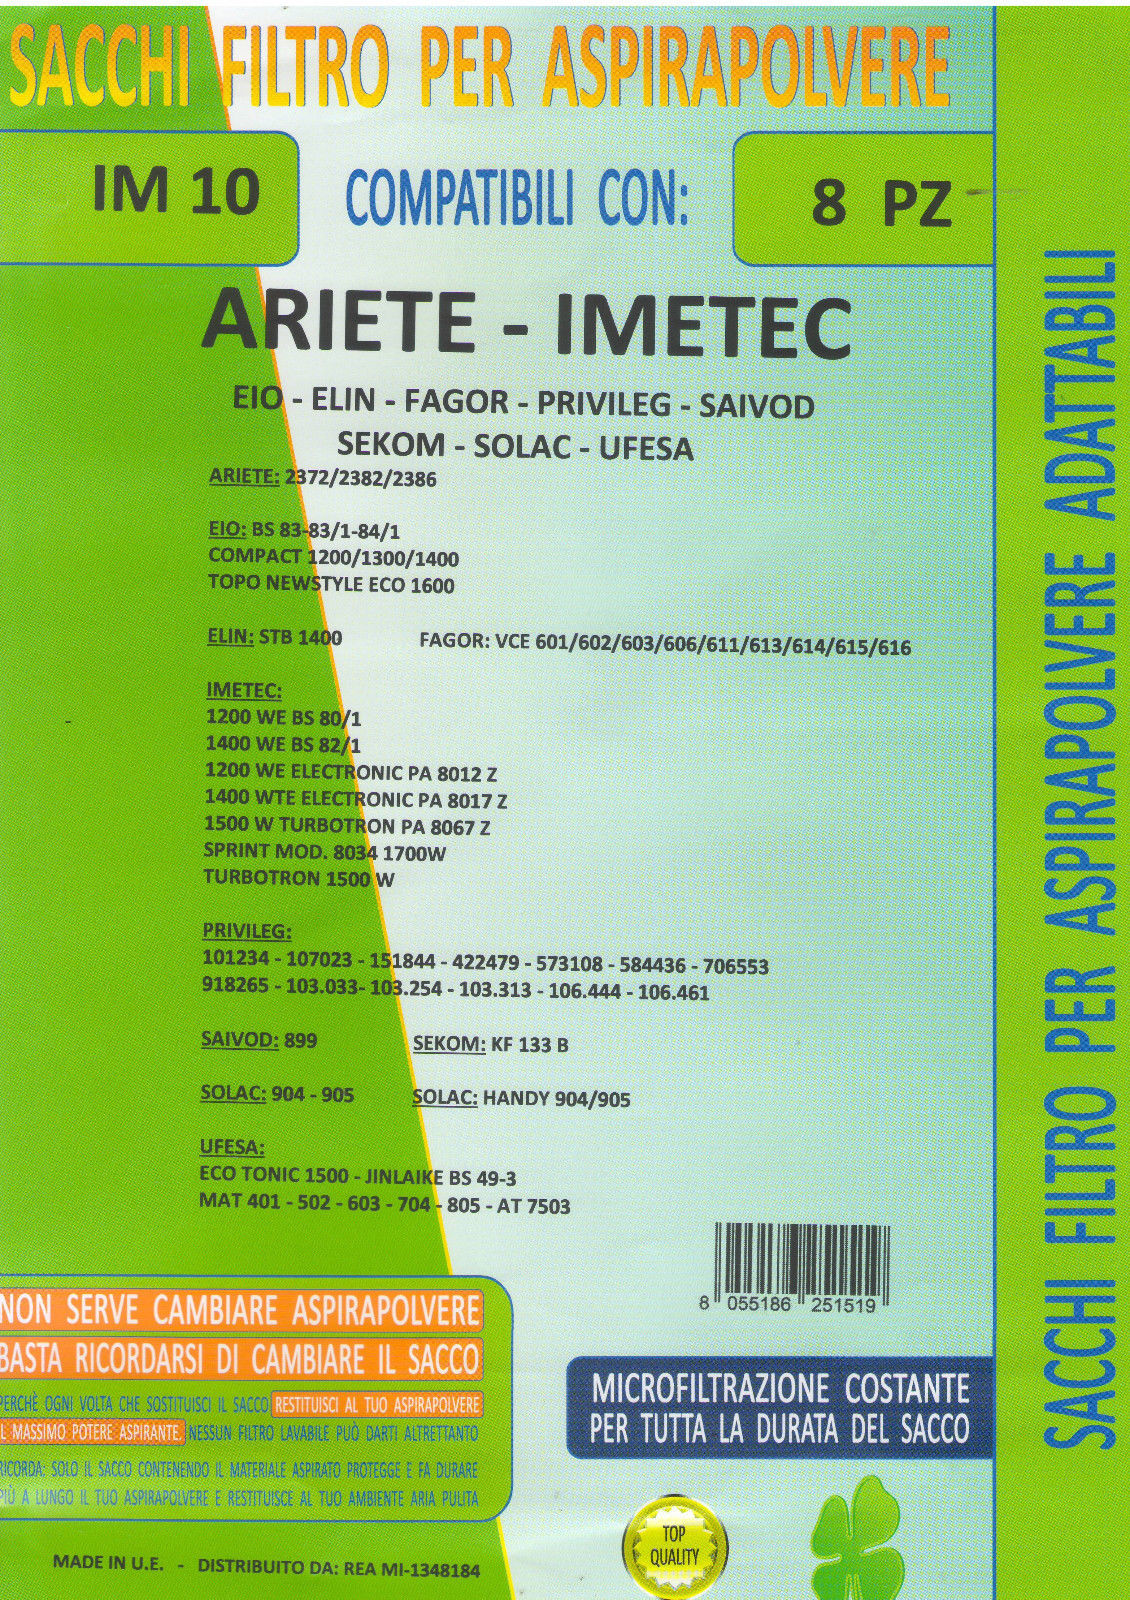 SACCHI FILTRO PER ASPIRAPOLVERE
IM 10
COMPATIBILI CON:
8 PZ
ARIETE - IMETEC
EIO - ELIN - FAGOR - PRIVILEG - SAIVOD
SEKOM - SOLAC - UFESA
ARIETE: 2372/2382/2386
EIO: BS 83-83/1-84/1
COMPACT 1200/1300/1400
TOPO NEWSTYLE ECO 1600
ELIN: STB 1400
FAGOR: VCE 601/602/603/606/611/613/614/615/616
IMETEC:
1200 WE BS 80/1
1400 WE BS 82/1
1200 WE ELECTRONIC PA 8012 Z
1400 WTE ELECTRONIC PA 8017 Z
1500 W TURBOTRON PA 8067 Z
SPRINT MOD. 8034 1700W
TURBOTRON 1500 W
PRIVILEG:
101234 - 107023 - 151844 - 422479 - 573108 - 584436 - 706553
918265 - 103.033- 103.254 - 103.313 - 106.444 - 106.461
SAIVOD: 899
SEKOM: KF 133 B
SOLAC: 904 - 905
SOLAC: HANDY 904/905
UFESA:
ECO TONIC 1500 - JINLAIKE BS 49-3
MAT 401 - 502 - 603 - 704 - 805 - AT 7503
8 055186 251519
NON SERVE CAMBIARE ASPIRAPOLVERE
BASTA RICORDARSI DI CAMBIARE IL SACCO
PERCHÈ OGNI VOLTA CHE SOSTITUISCI IL SACCO RESTITUISCI AL TUO ASPIRAPOLVERE
IL MASSIMO POTERE ASPIRANTE. NESSUN FILTRO LAVABILE PUÒ DARTI ALTRETTANTO
RICORDA: SOLO IL SACCO CONTENENDO IL MATERIALE ASPIRATO PROTEGGE E FA DURARE
PIÙ A LUNGO IL TUO ASPIRAPOLVERE E RESTITUISCE AL TUO AMBIENTE ARIA PULITA
MICROFILTRAZIONE COSTANTE
PER TUTTA LA DURATA DEL SACCO
TOP
QUALITY
MADE IN U.E. - DISTRIBUITO DA: REA MI-1348184
SACCHI FILTRO PER ASPIRAPOLVERE ADATTABILI